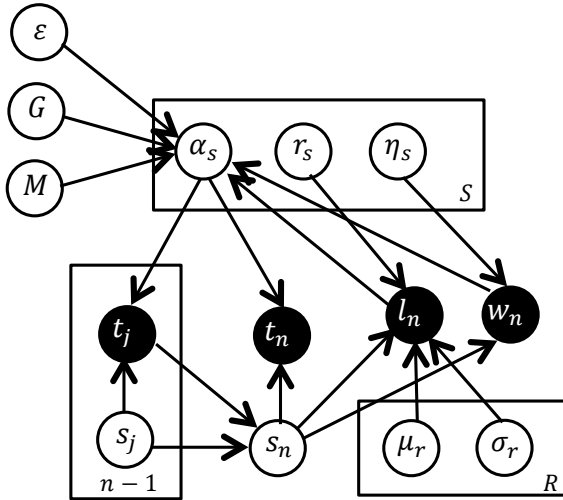 ε
G
M
α_s
r_s
η_s
S
t_j
t_n
l_n
w_n
s_j
s_n
μ_r
σ_r
n − 1
R